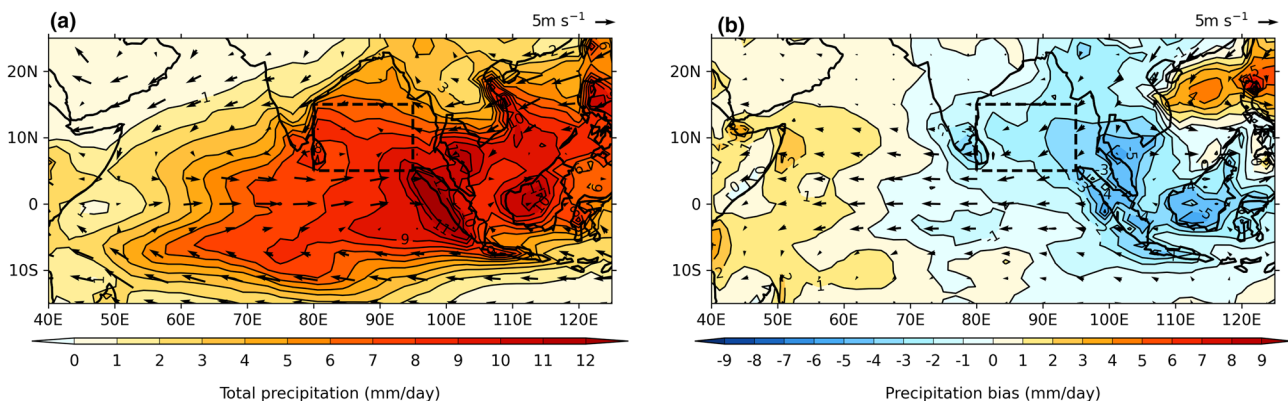 (a)
5m s⁻¹
(b)
5m s⁻¹
20N
10N
0
10S
40E 50E 60E 70E 80E 90E 100E 110E 120E
0 1 2 3 4 5 6 7 8 9 10 11 12
Total precipitation (mm/day)
20N
10N
0
10S
40E 50E 60E 70E 80E 90E 100E 110E 120E
-9 -8 -7 -6 -5 -4 -3 -2 -1 0 1 2 3 4 5 6 7 8 9
Precipitation bias (mm/day)